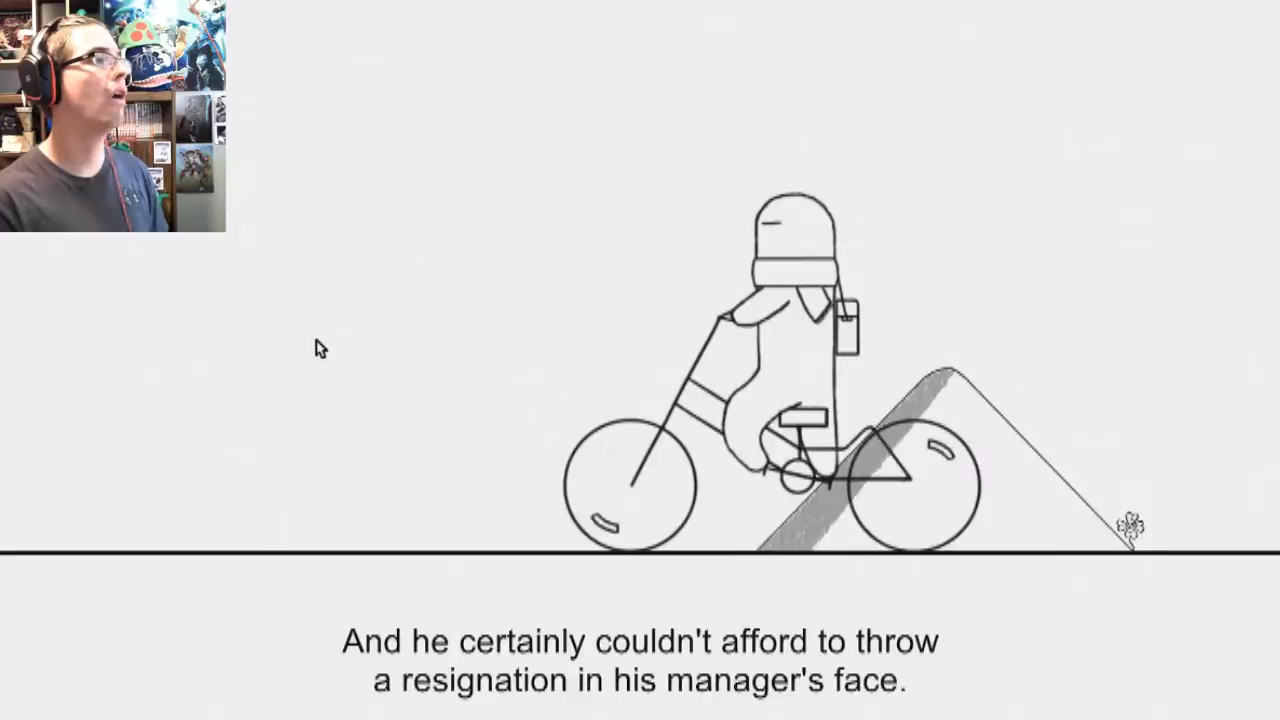 And he certainly couldn't afford to throw
a resignation in his manager's face.